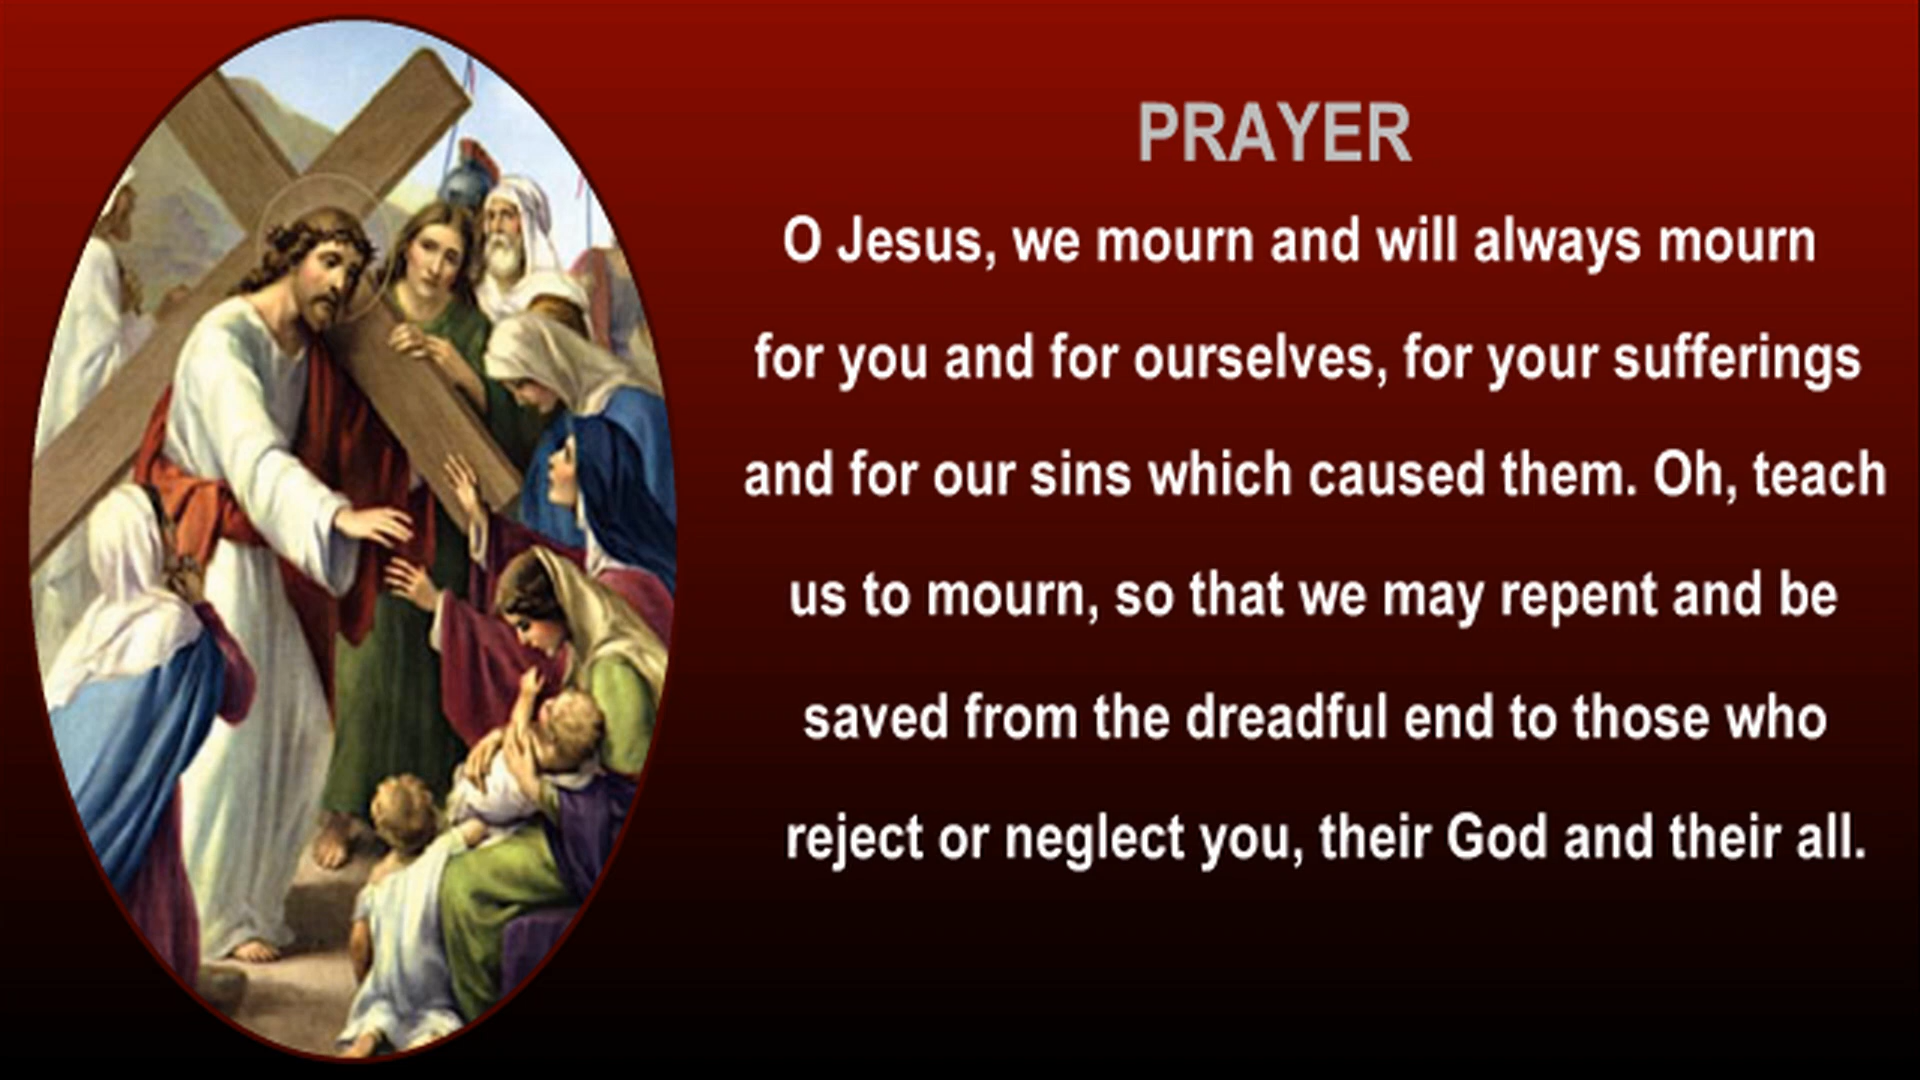 PRAYER
O Jesus, we mourn and will always mourn
for you and for ourselves, for your sufferings
and for our sins which caused them. Oh, teach
us to mourn, so that we may repent and be
saved from the dreadful end to those who
reject or neglect you, their God and their all.